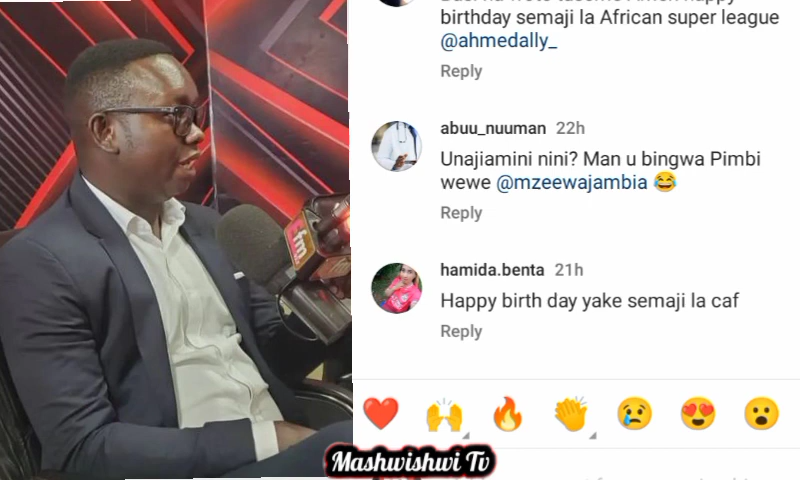 birthday semaji la African super league
@ahmedally_
Reply
abuu_nuuman 22h
Unajiamini nini? Man u bingwa Pimbi
wewe @mzeewajambia 😂
Reply
hamida.benta 21h
Happy birth day yake semaji la caf
Reply
fm
Mashwishwi Tv